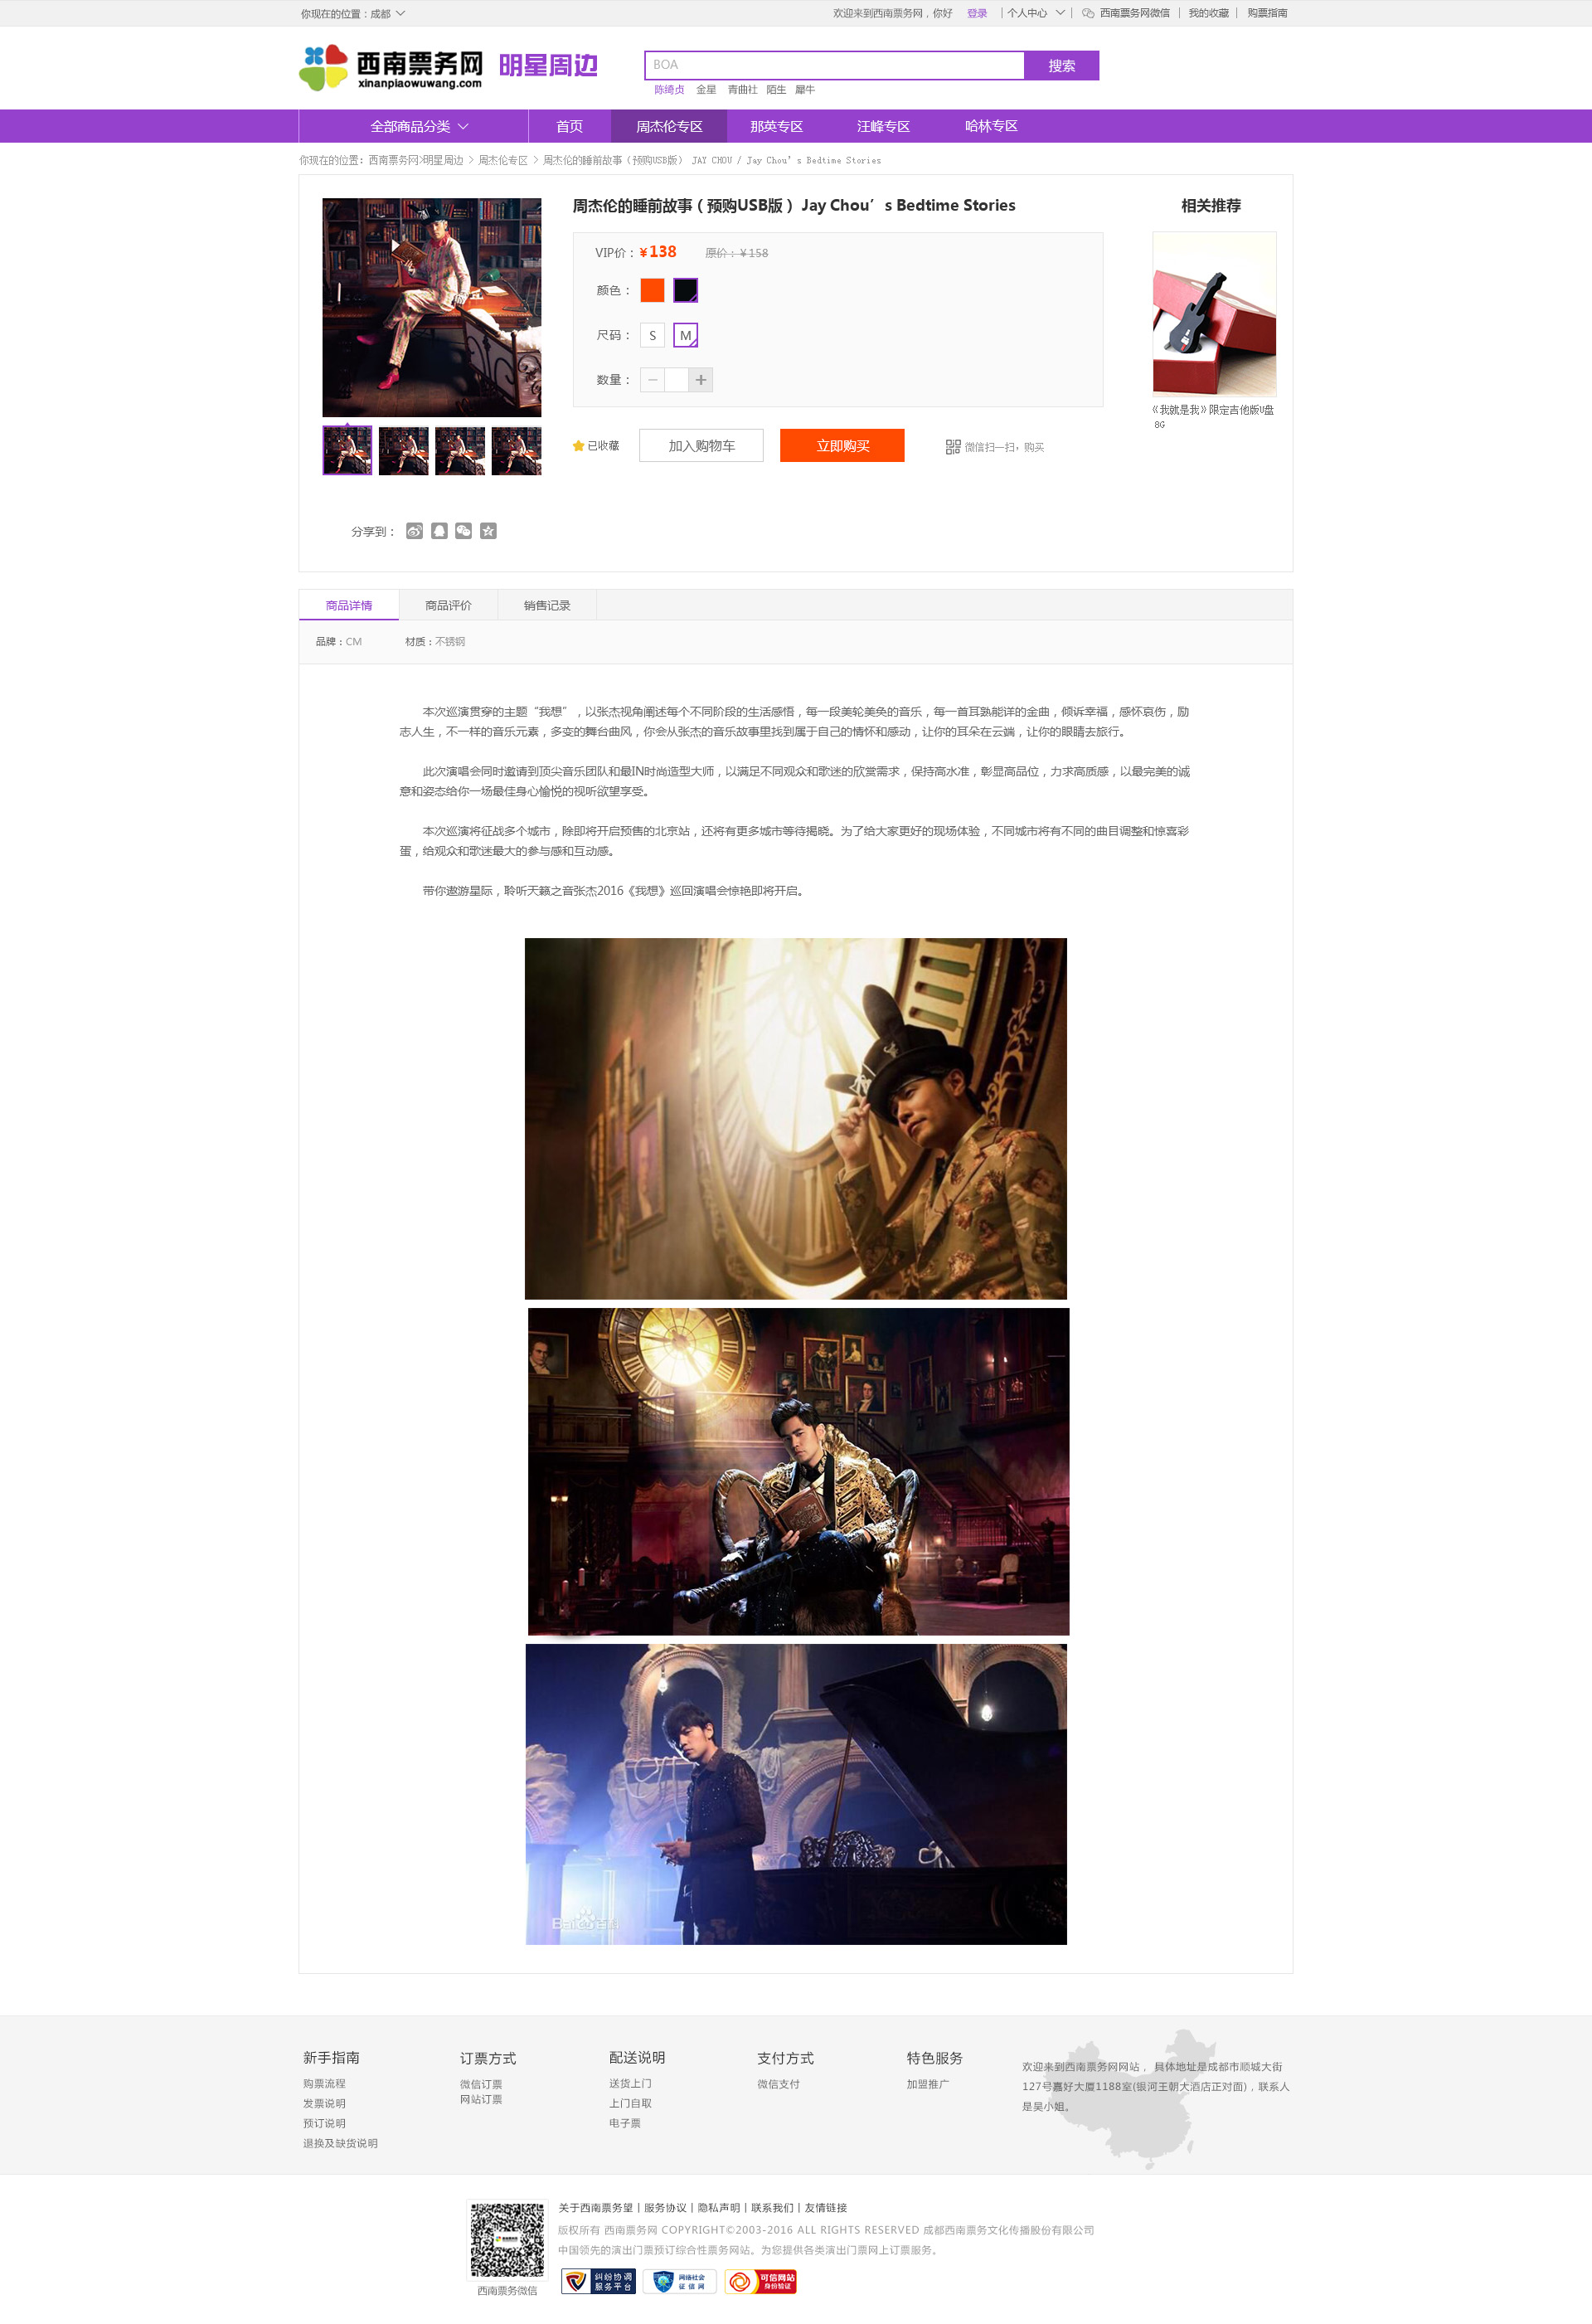 你现在的位置：成都
欢迎来到西南票务网，你好 登录 | 个人中心 | 西南票务网微信 | 我的收藏 | 购票指南
西南票务网
xinanpiaowuwang.com
明星周边
BOA
搜索
陈绮贞 金星 青曲社 陌生 犀牛
全部商品分类 首页 周杰伦专区 那英专区 汪峰专区 哈林专区
你现在的位置：西南票务网>明星周边 > 周杰伦专区 > 周杰伦的睡前故事（预购USB版） JAY CHOU / Jay Chou’s Bedtime Stories
周杰伦的睡前故事（预购USB版） Jay Chou’s Bedtime Stories
VIP价：¥138 原价：¥158
颜色：
尺码： S M
数量：
已收藏 加入购物车 立即购买 微信扫一扫，购买
分享到：
相关推荐
《我就是我》限定吉他版U盘
8G
商品详情 商品评价 销售记录
品牌：CM 材质：不锈钢
本次巡演贯穿的主题“我想”，以张杰视角阐述每个不同阶段的生活感悟，每一段美轮美奂的音乐，每一首耳熟能详的金曲，倾诉幸福，感怀哀伤，励
志人生，不一样的音乐元素，多变的舞台曲风，你会从张杰的音乐故事里找到属于自己的情怀和感动，让你的耳朵在云端，让你的眼睛去旅行。
此次演唱会同时邀请到顶尖音乐团队和最IN时尚造型大师，以满足不同观众和歌迷的欣赏需求，保持高水准，彰显高品位，力求高质感，以最完美的诚
意和姿态给你一场最佳身心愉悦的视听欲望享受。
本次巡演将征战多个城市，除即将开启预售的北京站，还将有更多城市等待揭晓。为了给大家更好的现场体验，不同城市将有不同的曲目调整和惊喜彩
蛋，给观众和歌迷最大的参与感和互动感。
带你遨游星际，聆听天籁之音张杰2016《我想》巡回演唱会惊艳即将开启。
Bai 百科
新手指南
购票流程
发票说明
预订说明
退换及缺货说明
订票方式
微信订票
网站订票
配送说明
送货上门
上门自取
电子票
支付方式
微信支付
特色服务
加盟推广
欢迎来到西南票务网网站， 具体地址是成都市顺城大街
127号嘉好大厦1188室(银河王朝大酒店正对面)，联系人
是吴小姐。
西南票务微信
关于西南票务望 | 服务协议 | 隐私声明 | 联系我们 | 友情链接
版权所有 西南票务网 COPYRIGHT©2003-2016 ALL RIGHTS RESERVED 成都西南票务文化传播股份有限公司
中国领先的演出门票预订综合性票务网站。为您提供各类演出门票网上订票服务。
纠纷协调
服务平台
网络社会
征信网
可信网站
身份验证